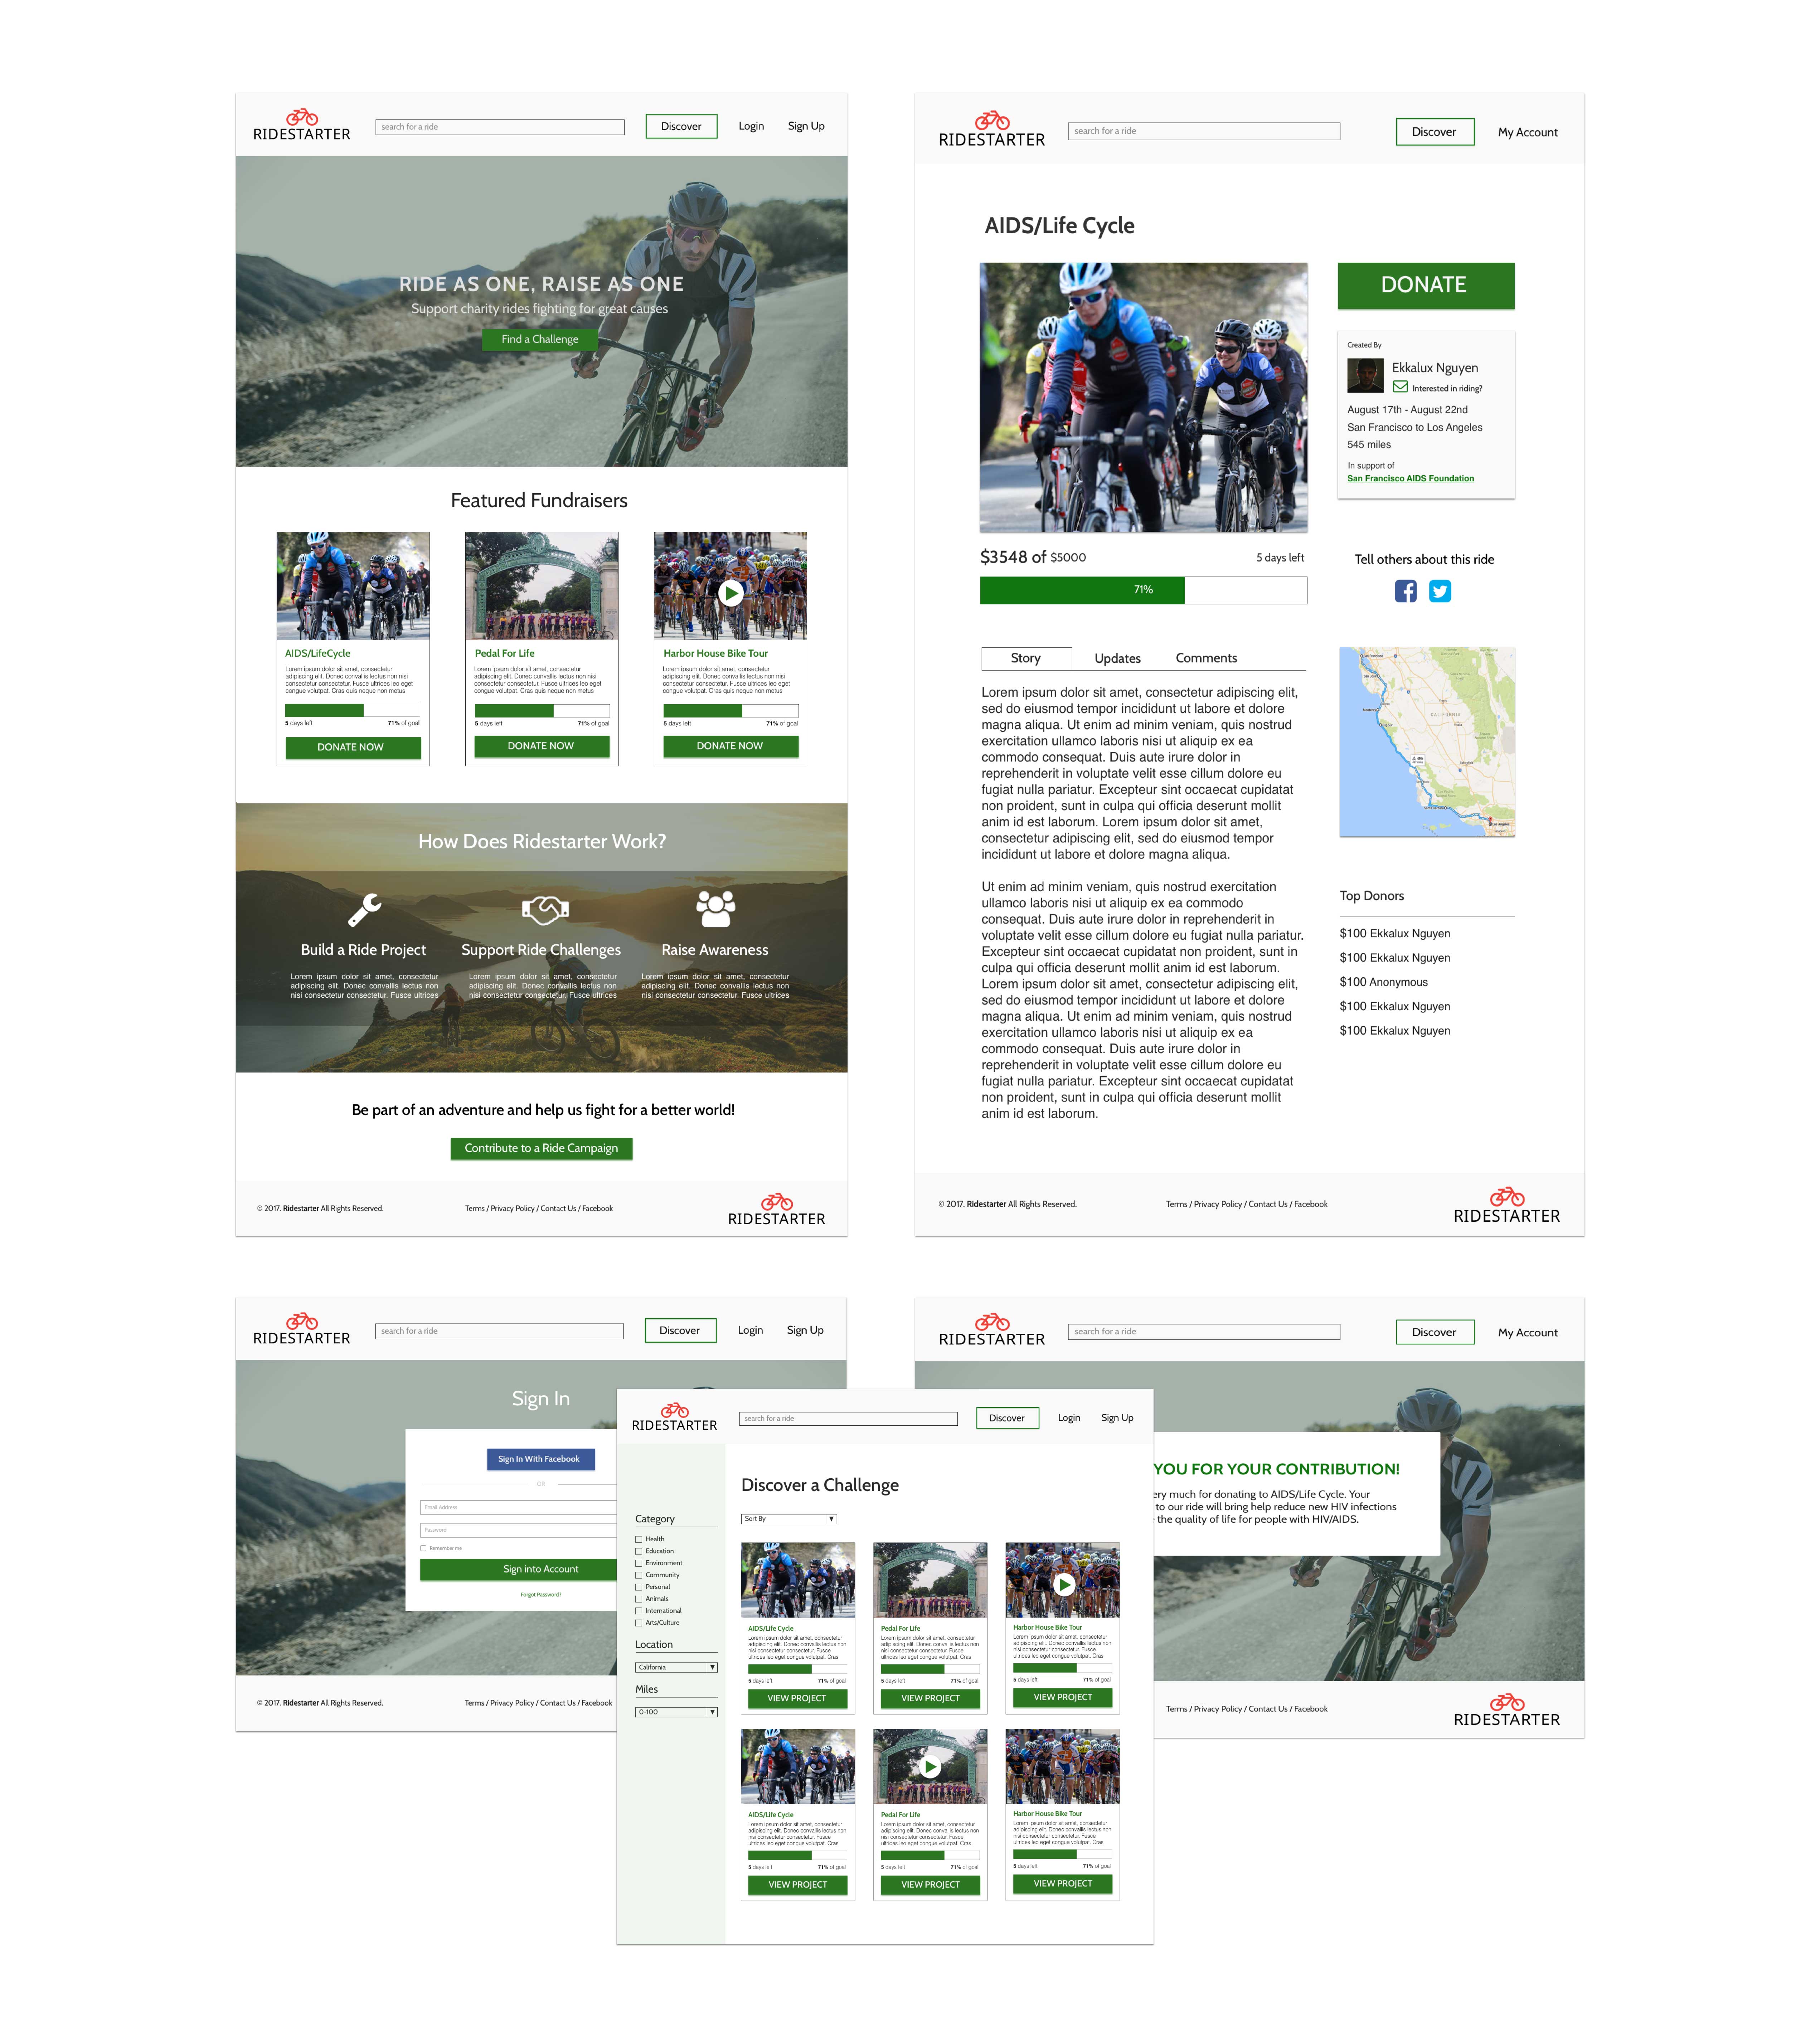 RIDESTARTER
search for a ride
Discover
Login
Sign Up
RIDE AS ONE, RAISE AS ONE
Support charity rides fighting for great causes
Find a Challenge
Featured Fundraisers
AIDS/LifeCycle
Lorem ipsum dolor sit amet, consectetur
adipiscing elit. Donec convallis lectus non nisi
consectetur consectetur. Fusce ultrices leo eget
congue volutpat. Cras quis neque non metus
5 days left
71% of goal
DONATE NOW
Pedal For Life
Lorem ipsum dolor sit amet, consectetur
adipiscing elit. Donec convallis lectus non nisi
consectetur consectetur. Fusce ultrices leo eget
congue volutpat. Cras quis neque non metus
5 days left
71% of goal
DONATE NOW
Harbor House Bike Tour
Lorem ipsum dolor sit amet, consectetur
adipiscing elit. Donec convallis lectus non nisi
consectetur consectetur. Fusce ultrices leo eget
congue volutpat. Cras quis neque non metus
5 days left
71% of goal
DONATE NOW
How Does Ridestarter Work?
Build a Ride Project
Lorem ipsum dolor sit amet, consectetur
adipiscing elit. Donec convallis lectus non
nisi consectetur consectetur. Fusce ultrices
Support Ride Challenges
Lorem ipsum dolor sit amet, consectetur
adipiscing elit. Donec convallis lectus non
nisi consectetur consectetur. Fusce ultrices
Raise Awareness
Lorem ipsum dolor sit amet, consectetur
adipiscing elit. Donec convallis lectus non
nisi consectetur consectetur. Fusce ultrices
Be part of an adventure and help us fight for a better world!
Contribute to a Ride Campaign
© 2017. Ridestarter All Rights Reserved.
Terms / Privacy Policy / Contact Us / Facebook
RIDESTARTER
RIDESTARTER
search for a ride
Discover
My Account
AIDS/Life Cycle
DONATE
Created By
Ekkalux Nguyen
Interested in riding?
August 17th - August 22nd
San Francisco to Los Angeles
545 miles
In support of
San Francisco AIDS Foundation
$3548 of $5000
5 days left
71%
Tell others about this ride
Story
Updates
Comments
Lorem ipsum dolor sit amet, consectetur adipiscing elit,
sed do eiusmod tempor incididunt ut labore et dolore
magna aliqua. Ut enim ad minim veniam, quis nostrud
exercitation ullamco laboris nisi ut aliquip ex ea
commodo consequat. Duis aute irure dolor in
reprehenderit in voluptate velit esse cillum dolore eu
fugiat nulla pariatur. Excepteur sint occaecat cupidatat
non proident, sunt in culpa qui officia deserunt mollit
anim id est laborum. Lorem ipsum dolor sit amet,
consectetur adipiscing elit, sed do eiusmod tempor
incididunt ut labore et dolore magna aliqua.
Ut enim ad minim veniam, quis nostrud exercitation
ullamco laboris nisi ut aliquip ex ea commodo
consequat. Duis aute irure dolor in reprehenderit in
voluptate velit esse cillum dolore eu fugiat nulla pariatur.
Excepteur sint occaecat cupidatat non proident, sunt in
culpa qui officia deserunt mollit anim id est laborum.
Lorem ipsum dolor sit amet, consectetur adipiscing elit,
sed do eiusmod tempor incididunt ut labore et dolore
magna aliqua. Ut enim ad minim veniam, quis nostrud
exercitation ullamco laboris nisi ut aliquip ex ea
commodo consequat. Duis aute irure dolor in
reprehenderit in voluptate velit esse cillum dolore eu
fugiat nulla pariatur. Excepteur sint occaecat cupidatat
non proident, sunt in culpa qui officia deserunt mollit
anim id est laborum.
CALIFORNIA
Top Donors
$100 Ekkalux Nguyen
$100 Ekkalux Nguyen
$100 Anonymous
$100 Ekkalux Nguyen
$100 Ekkalux Nguyen
© 2017. Ridestarter All Rights Reserved.
Terms / Privacy Policy / Contact Us / Facebook
RIDESTARTER
RIDESTARTER
search for a ride
Discover
Login
Sign Up
Sign In
Sign In With Facebook
OR
Email Address
Password
Remember me
Sign into Account
Forgot Password?
© 2017. Ridestarter All Rights Reserved.
Terms / Privacy Policy / Contact Us / Facebook
RIDESTARTER
search for a ride
Discover
Login
Sign Up
Category
Health
Education
Environment
Community
Personal
Animals
International
Arts/Culture
Location
California
Miles
0-100
Discover a Challenge
Sort By
AIDS/Life Cycle
Lorem ipsum dolor sit amet, consectetur
adipiscing elit. Donec convallis lectus non
nisi consectetur consectetur. Fusce
ultrices leo eget congue volutpat. Cras
5 days left
71% of goal
VIEW PROJECT
Pedal For Life
Lorem ipsum dolor sit amet, consectetur
adipiscing elit. Donec convallis lectus non
nisi consectetur consectetur. Fusce
ultrices leo eget congue volutpat. Cras
5 days left
71% of goal
VIEW PROJECT
Harbor House Bike Tour
Lorem ipsum dolor sit amet, consectetur
adipiscing elit. Donec convallis lectus non
nisi consectetur consectetur. Fusce
ultrices leo eget congue volutpat. Cras
5 days left
71% of goal
VIEW PROJECT
AIDS/Life Cycle
Lorem ipsum dolor sit amet, consectetur
adipiscing elit. Donec convallis lectus non
nisi consectetur consectetur. Fusce
ultrices leo eget congue volutpat. Cras
5 days left
71% of goal
VIEW PROJECT
Pedal For Life
Lorem ipsum dolor sit amet, consectetur
adipiscing elit. Donec convallis lectus non
nisi consectetur consectetur. Fusce
ultrices leo eget congue volutpat. Cras
5 days left
71% of goal
VIEW PROJECT
Harbor House Bike Tour
Lorem ipsum dolor sit amet, consectetur
adipiscing elit. Donec convallis lectus non
nisi consectetur consectetur. Fusce
ultrices leo eget congue volutpat. Cras
5 days left
71% of goal
VIEW PROJECT
RIDESTARTER
search for a ride
Discover
My Account
YOU FOR YOUR CONTRIBUTION!
ery much for donating to AIDS/Life Cycle. Your
to our ride will bring help reduce new HIV infections
the quality of life for people with HIV/AIDS.
Terms / Privacy Policy / Contact Us / Facebook
RIDESTARTER